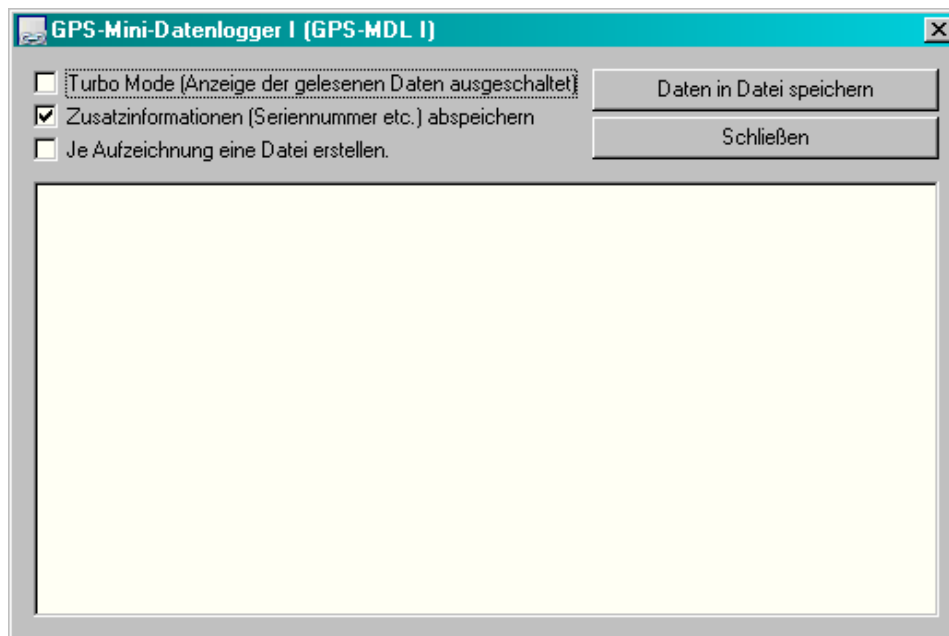 GPS-Mini-Datenlogger I (GPS-MDL I)
Turbo Mode (Anzeige der gelesenen Daten ausgeschaltet)
Zusatzinformationen (Seriennummer etc.) abspeichern
Je Aufzeichnung eine Datei erstellen.
Daten in Datei speichern
Schließen